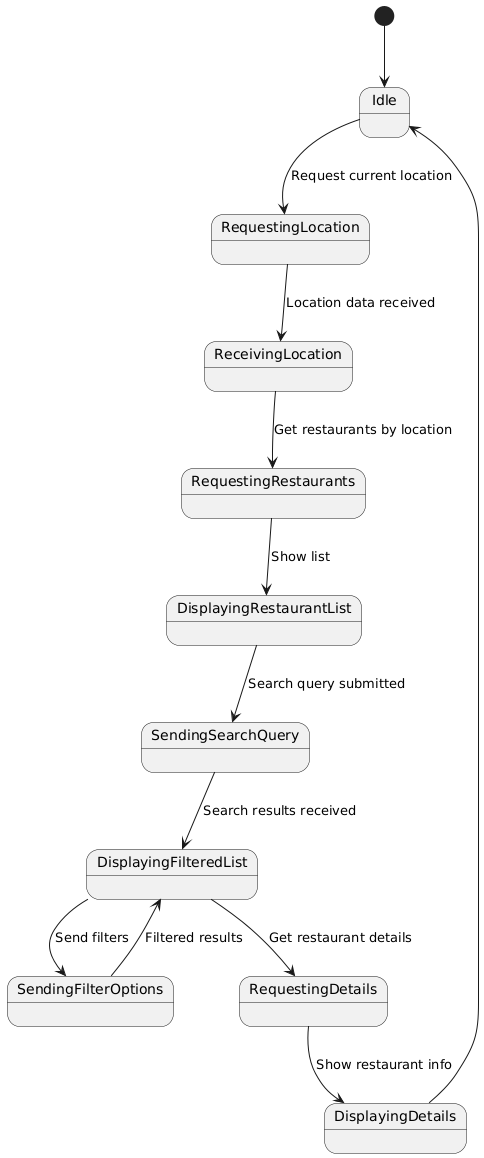 Idle
Request current location
RequestingLocation
Location data received
ReceivingLocation
Get restaurants by location
RequestingRestaurants
Show list
DisplayingRestaurantList
Search query submitted
SendingSearchQuery
Search results received
DisplayingFilteredList
Send filters
Filtered results
Get restaurant details
SendingFilterOptions
RequestingDetails
Show restaurant info
DisplayingDetails